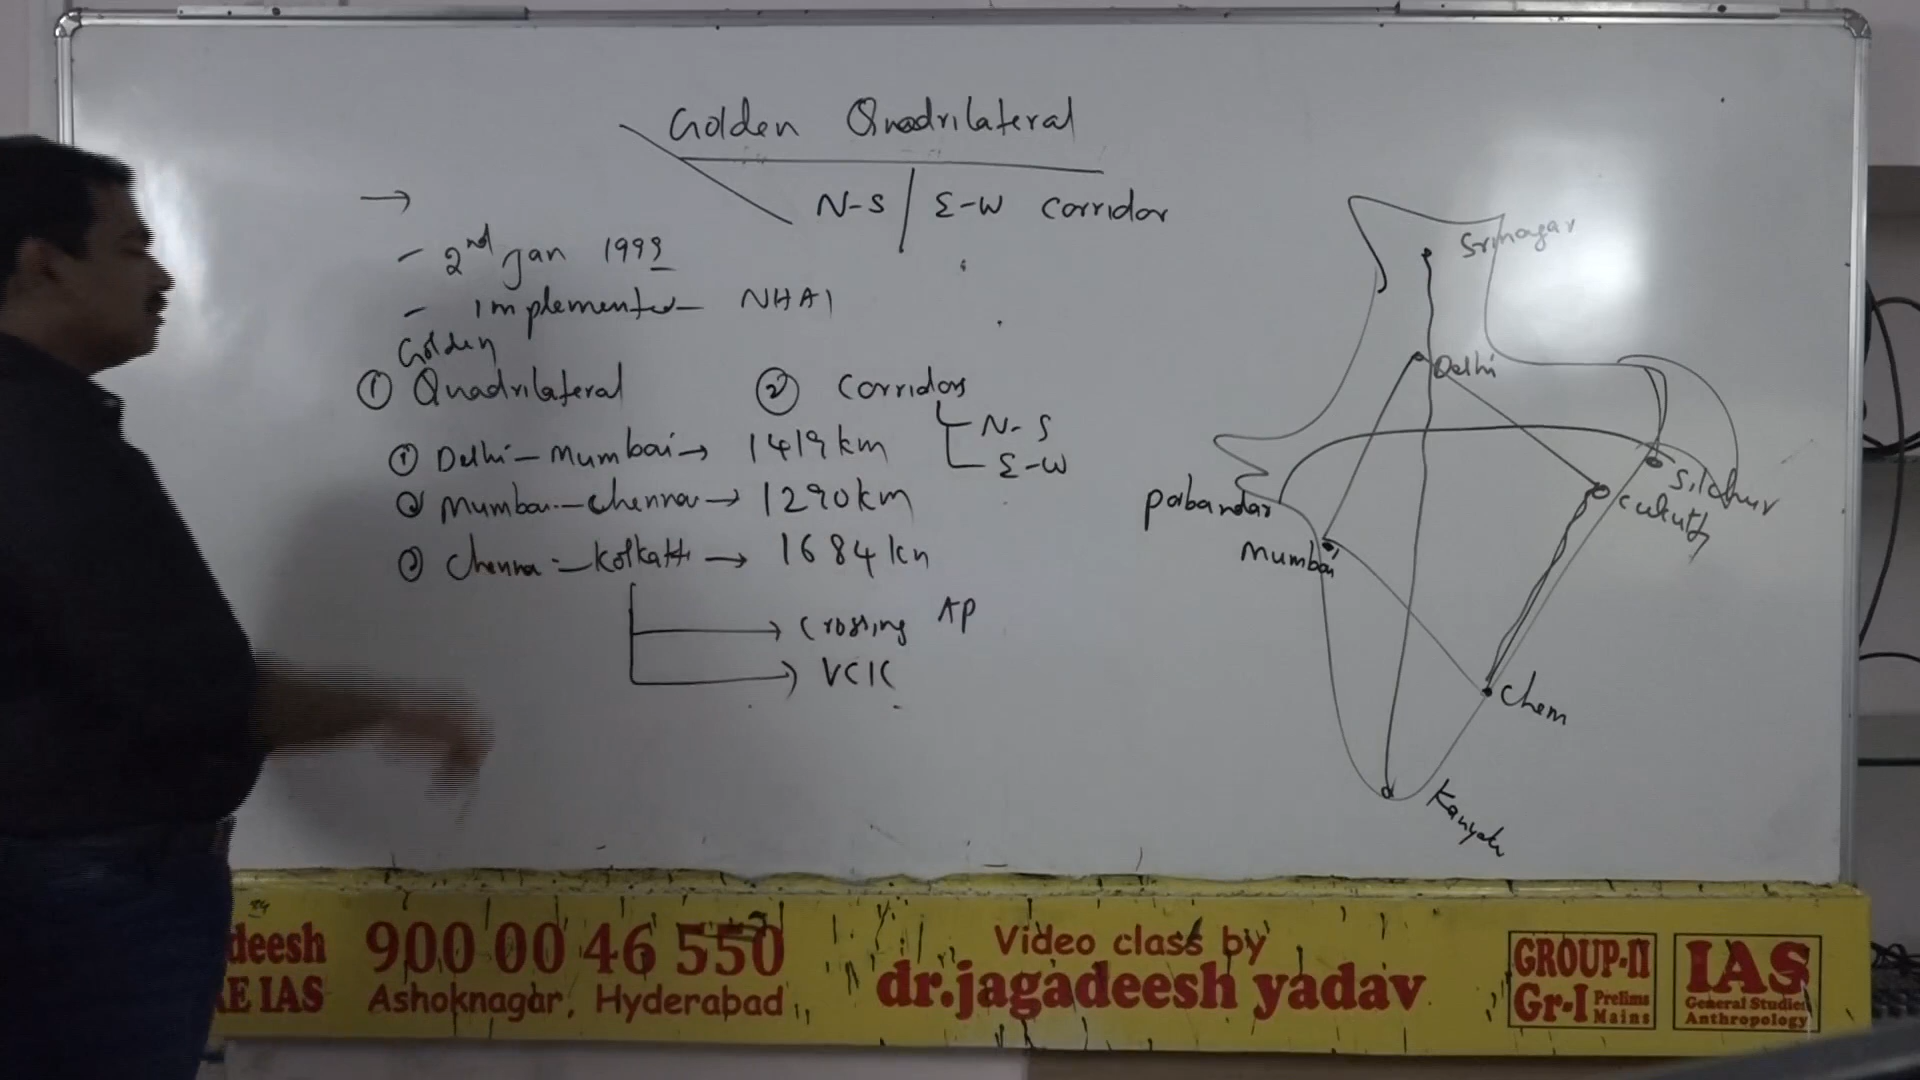 Golden Quadrilateral
N-S / E-W corridor
→
- 2nd Jan 1999
- Implemented - NHAI
Golden
① Quadrilateral
② corridors
N-S
E-W
① Delhi - Mumbai → 1419 km
② Mumbai - Chennai → 1290 km
③ Chennai - Kolkatta → 1684 km
→ Crossing AP
→ VCIC
Srinagar
Delhi
Silchur
Porbandar
Mumbai
Chenn
deesh
E IAS
900 00 46 550
Ashoknagar, Hyderabad
Video class by
dr.jagadeesh yadav
GROUP-II
Gr-I Prelims
Mains
IAS
General Studies
Anthropology